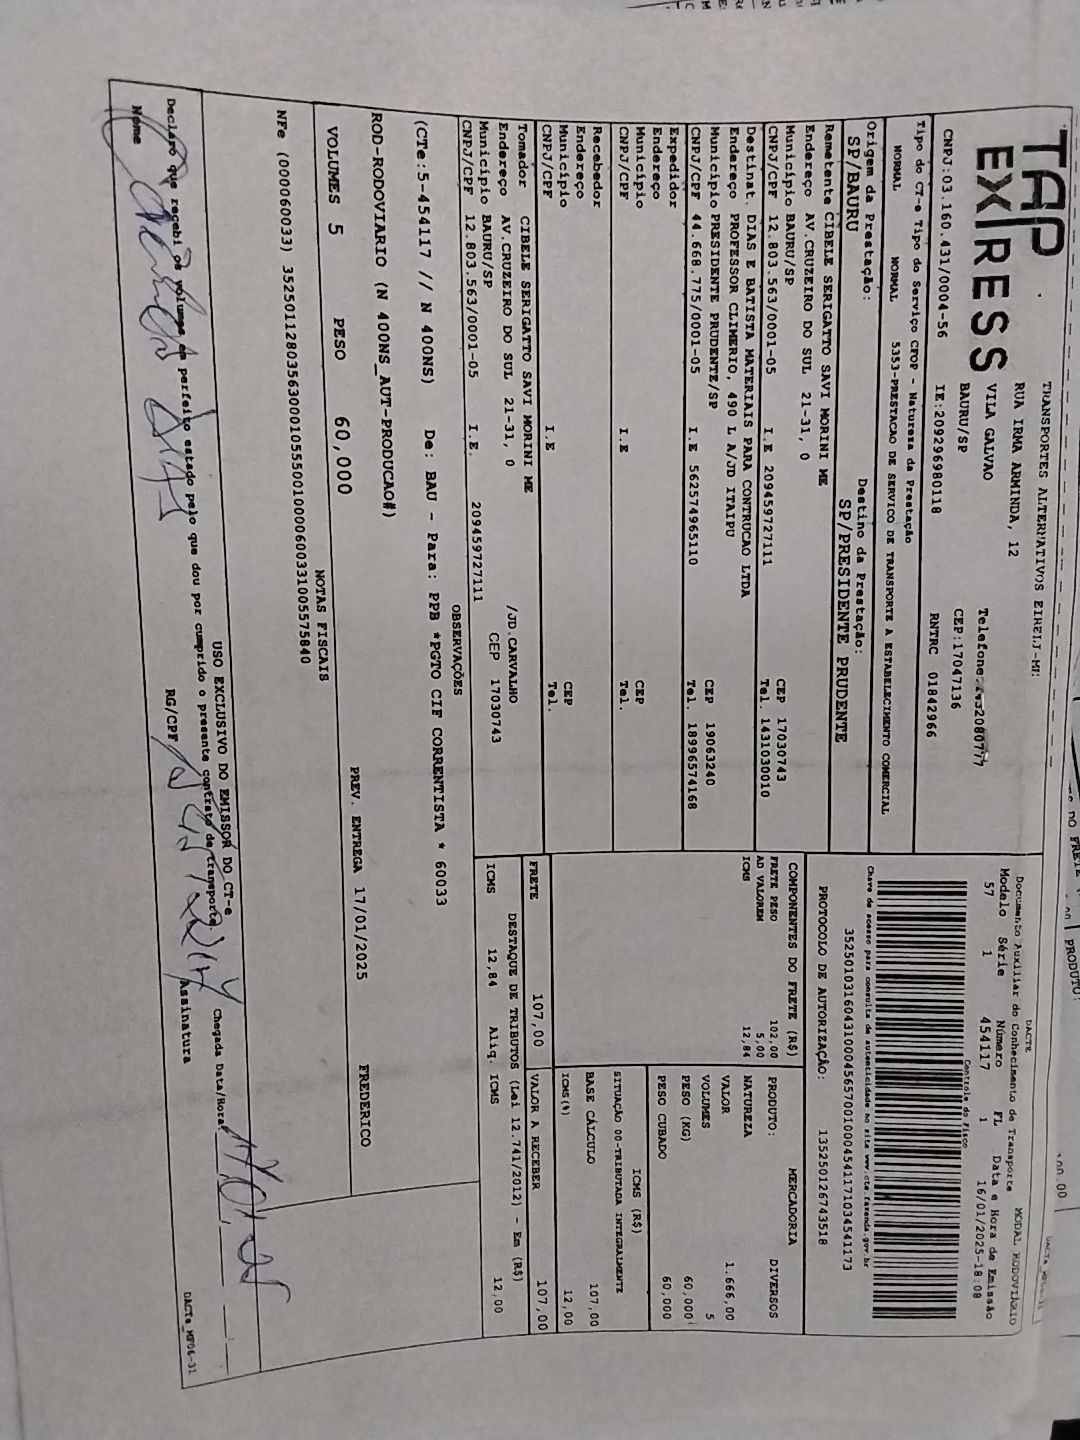 TAP EXPRESS
TRANSPORTES ALTERNATIVOS EIRELI-ME
RUA IRMA ARMINDA, 12
VILA GALVAO
BAURU/SP CEP:17047136
CNPJ:03.160.431/0004-56 IE:209296980118 RNTRC 01842966
DACTE
Documento Auxiliar do Conhecimento de Transporte MODAL RODOVIÁRIO
Modelo Série Número FL Data e Hora de Emissão
57 1 454117 1 16/01/2025-18:08
Controle do Fisco
Chave de acesso para consulta de autenticidade no site www.cte.fazenda.gov.br
35250103160431000456570010004541171034541173
PROTOCOLO DE AUTORIZAÇÃO: 135250126743518
Tipo do CT-e Tipo do Serviço CFOP - Natureza da Prestação
NORMAL NORMAL 5353-PRESTACAO DE SERVICO DE TRANSPORTE A ESTABELECIMENTO COMERCIAL
Origem da Prestação: Destino da Prestação:
SP/BAURU SP/PRESIDENTE PRUDENTE
Remetente CIBELE SERIGATTO SAVI MORINI ME
Endereço AV.CRUZEIRO DO SUL 21-31, 0
Município BAURU/SP CEP 17030743
CNPJ/CPF 12.803.563/0001-05 I.E 209459727111 Tel. 1431030010
Destinat. DIAS E BATISTA MATERIAIS PARA CONTRUCAO LTDA
Endereço PROFESSOR CLIMERIO, 490 L A/JD ITAIPU
Município PRESIDENTE PRUDENTE/SP CEP 19063240
CNPJ/CPF 44.668.775/0001-05 I.E 562574965110 Tel. 18996574168
Expedidor
Endereço
Município CEP
CNPJ/CPF I.E Tel.
Recebedor
Endereço
Município CEP
CNPJ/CPF I.E Tel.
Tomador CIBELE SERIGATTO SAVI MORINI ME
Endereço AV.CRUZEIRO DO SUL 21-31, 0 /JD.CARVALHO
Município BAURU/SP CEP 17030743
CNPJ/CPF 12.803.563/0001-05 I.E. 209459727111
COMPONENTES DO FRETE (R$)
FRETE PESO 102,00
AD VALOREM 5,00
ICMS 12,84
MERCADORIA
PRODUTO: DIVERSOS
NATUREZA
VALOR 1.666,00
VOLUMES 5
PESO (KG) 60,000
PESO CUBADO 60,000
ICMS (R$)
SITUAÇÃO 00-TRIBUTADA INTEGRALMENTE
BASE CÁLCULO 107,00
ICMS(%) 12,00
FRETE 107,00 VALOR A RECEBER 107,00
DESTAQUE DE TRIBUTOS (Lei 12.741/2012) - Em (R$)
ICMS 12,84 Aliq. ICMS 12,00
OBSERVAÇÕES
(CTe:5-454117 // N 400NS) De: BAU - Para: PPB *PGTO CIF CORRENTISTA * 60033
ROD-RODOVIARIO (N 400NS_AUT-PRODUCAO#)
VOLUMES 5 PESO 60,000 PREV. ENTREGA 17/01/2025 FREDERICO
NOTAS FISCAIS
NFe (000060033) 35250112803563000105550010000600331005575840
USO EXCLUSIVO DO EMISSOR DO CT-e
Declaro que recebi os volumes em perfeito estado pelo que dou por cumprido o presente contrato de transporte. Chegada Data/Hora
Nome RG/CPF Assinatura
DACTe_MP06-31